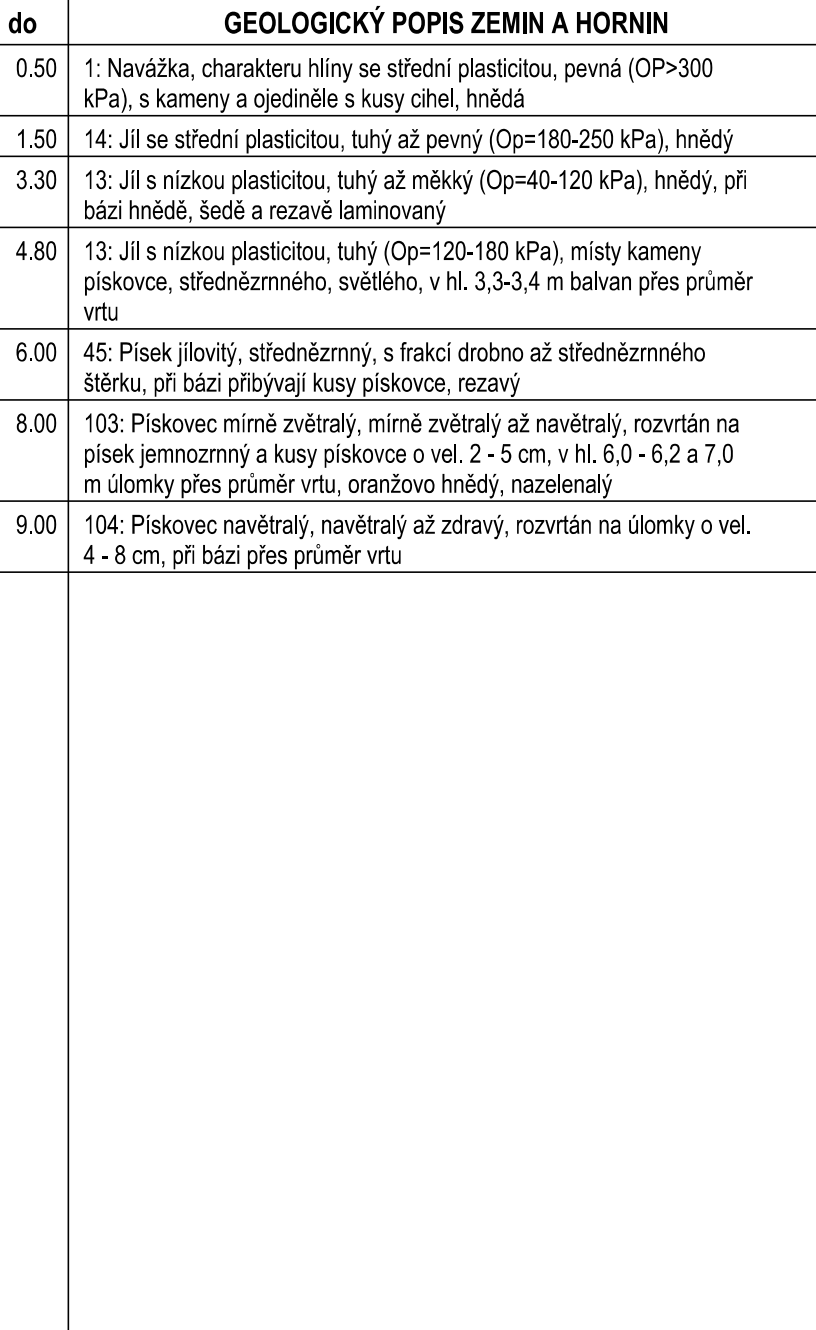 do GEOLOGICKÝ POPIS ZEMIN A HORNIN
0.50 1: Navážka, charakteru hlíny se střední plasticitou, pevná (OP>300
kPa), s kameny a ojediněle s kusy cihel, hnědá
1.50 14: Jíl se střední plasticitou, tuhý až pevný (Op=180-250 kPa), hnědý
3.30 13: Jíl s nízkou plasticitou, tuhý až měkký (Op=40-120 kPa), hnědý, při
bázi hnědě, šedě a rezavě laminovaný
4.80 13: Jíl s nízkou plasticitou, tuhý (Op=120-180 kPa), místy kameny
pískovce, střednězrnného, světlého, v hl. 3,3-3,4 m balvan přes průměr
vrtu
6.00 45: Písek jílovitý, střednězrnný, s frakcí drobno až střednězrnného
štěrku, při bázi přibývají kusy pískovce, rezavý
8.00 103: Pískovec mírně zvětralý, mírně zvětralý až navětralý, rozvrtán na
písek jemnozrnný a kusy pískovce o vel. 2 - 5 cm, v hl. 6,0 - 6,2 a 7,0
m úlomky přes průměr vrtu, oranžovo hnědý, nazelenalý
9.00 104: Pískovec navětralý, navětralý až zdravý, rozvrtán na úlomky o vel.
4 - 8 cm, při bázi přes průměr vrtu